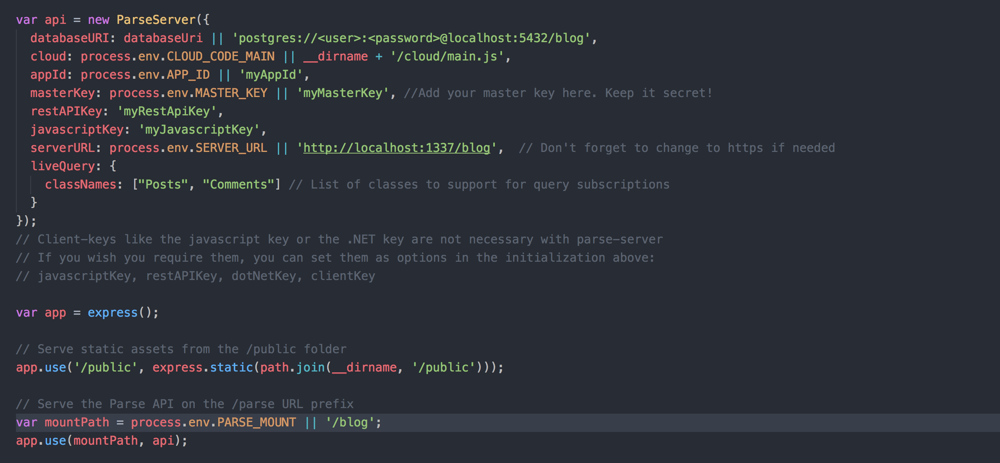 var api = new ParseServer({
  databaseURI: databaseUri || 'postgres://<user>:<password>@localhost:5432/blog',
  cloud: process.env.CLOUD_CODE_MAIN || __dirname + '/cloud/main.js',
  appId: process.env.APP_ID || 'myAppId',
  masterKey: process.env.MASTER_KEY || 'myMasterKey', //Add your master key here. Keep it secret!
  restAPIKey: 'myRestApiKey',
  javascriptKey: 'myJavascriptKey',
  serverURL: process.env.SERVER_URL || 'http://localhost:1337/blog',  // Don't forget to change to https if needed
  liveQuery: {
    classNames: ["Posts", "Comments"] // List of classes to support for query subscriptions
  }
});
// Client-keys like the javascript key or the .NET key are not necessary with parse-server
// If you wish you require them, you can set them as options in the initialization above:
// javascriptKey, restAPIKey, dotNetKey, clientKey

var app = express();

// Serve static assets from the /public folder
app.use('/public', express.static(path.join(__dirname, '/public')));

// Serve the Parse API on the /parse URL prefix
var mountPath = process.env.PARSE_MOUNT || '/blog';
app.use(mountPath, api);